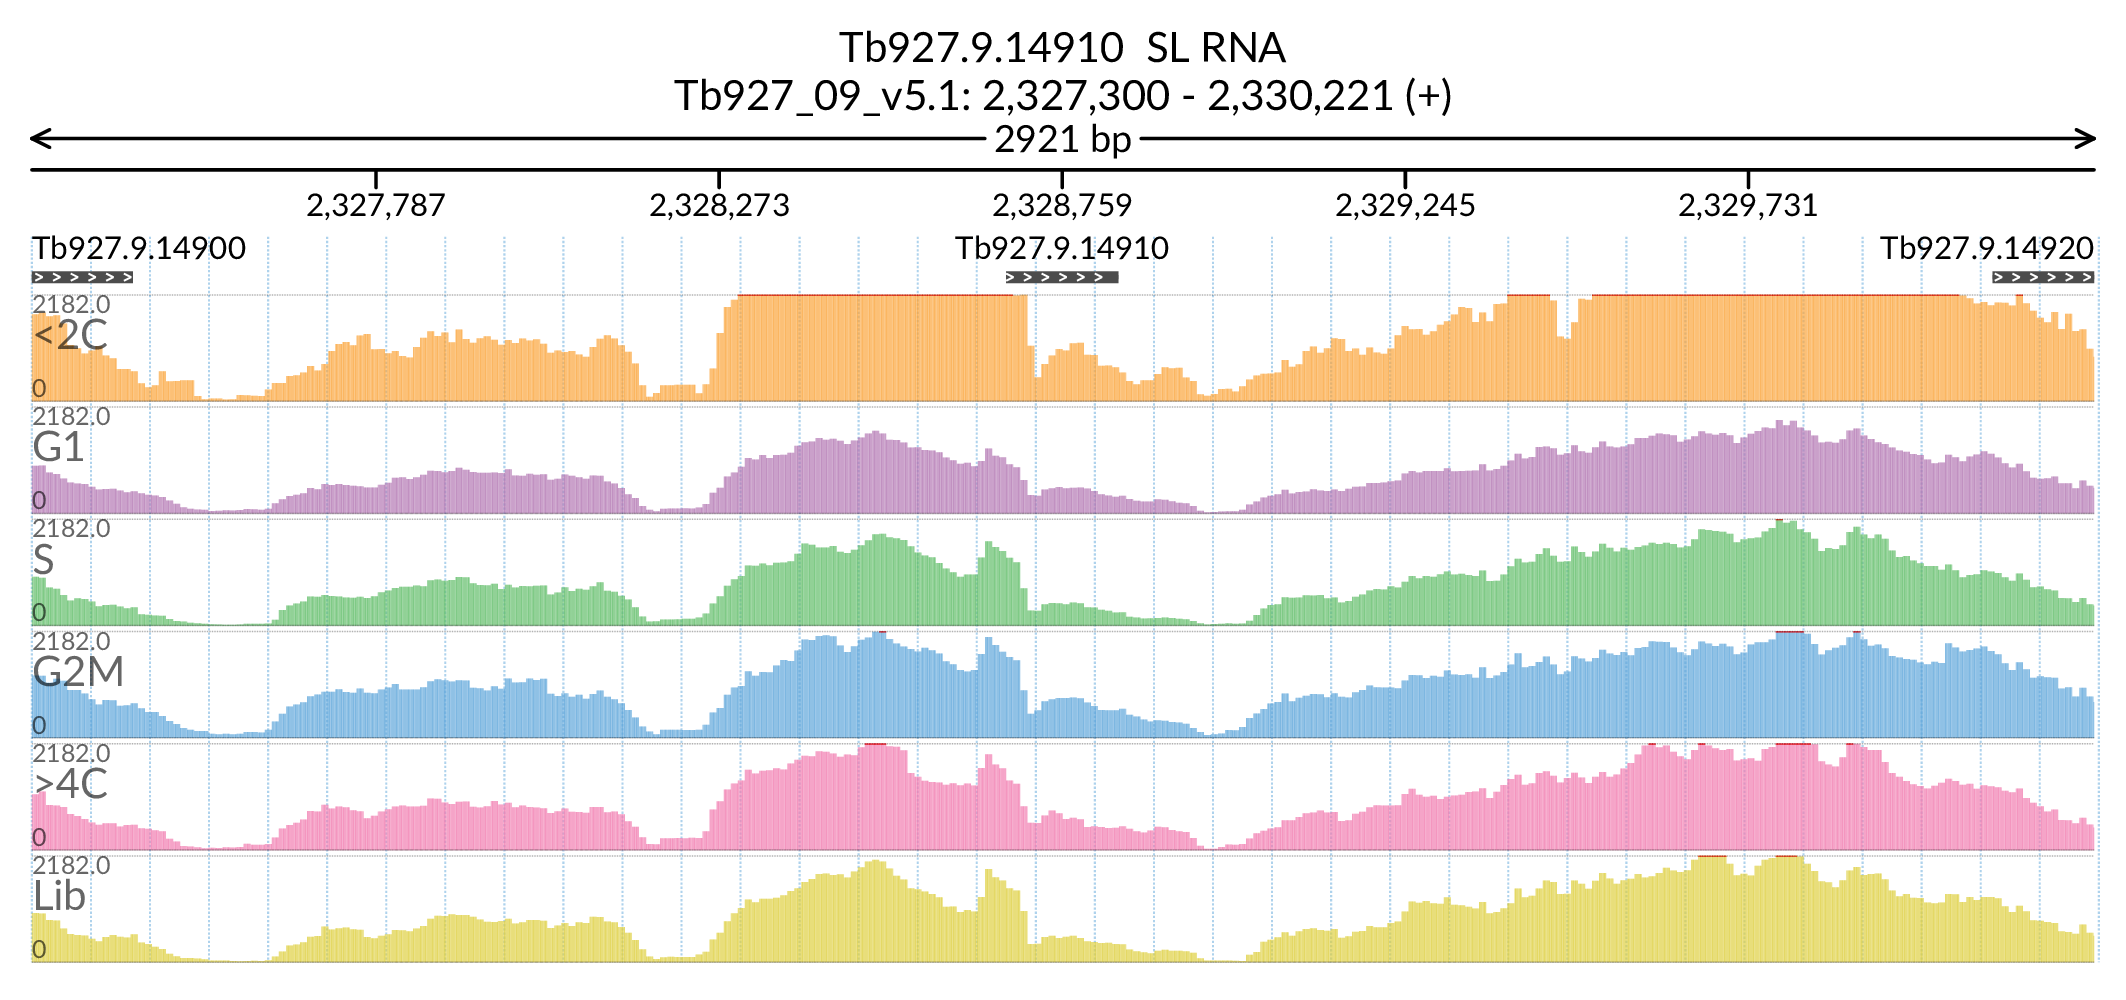 Tb927.9.14910 SL RNA
Tb927_09_v5.1: 2,327,300 - 2,330,221 (+)
2921 bp
2,327,787 2,328,273 2,328,759 2,329,245 2,329,731
Tb927.9.14900 Tb927.9.14910 Tb927.9.14920
2182.0
<2C
0
2182.0
G1
0
2182.0
S
0
2182.0
G2M
0
2182.0
>4C
0
2182.0
Lib
0